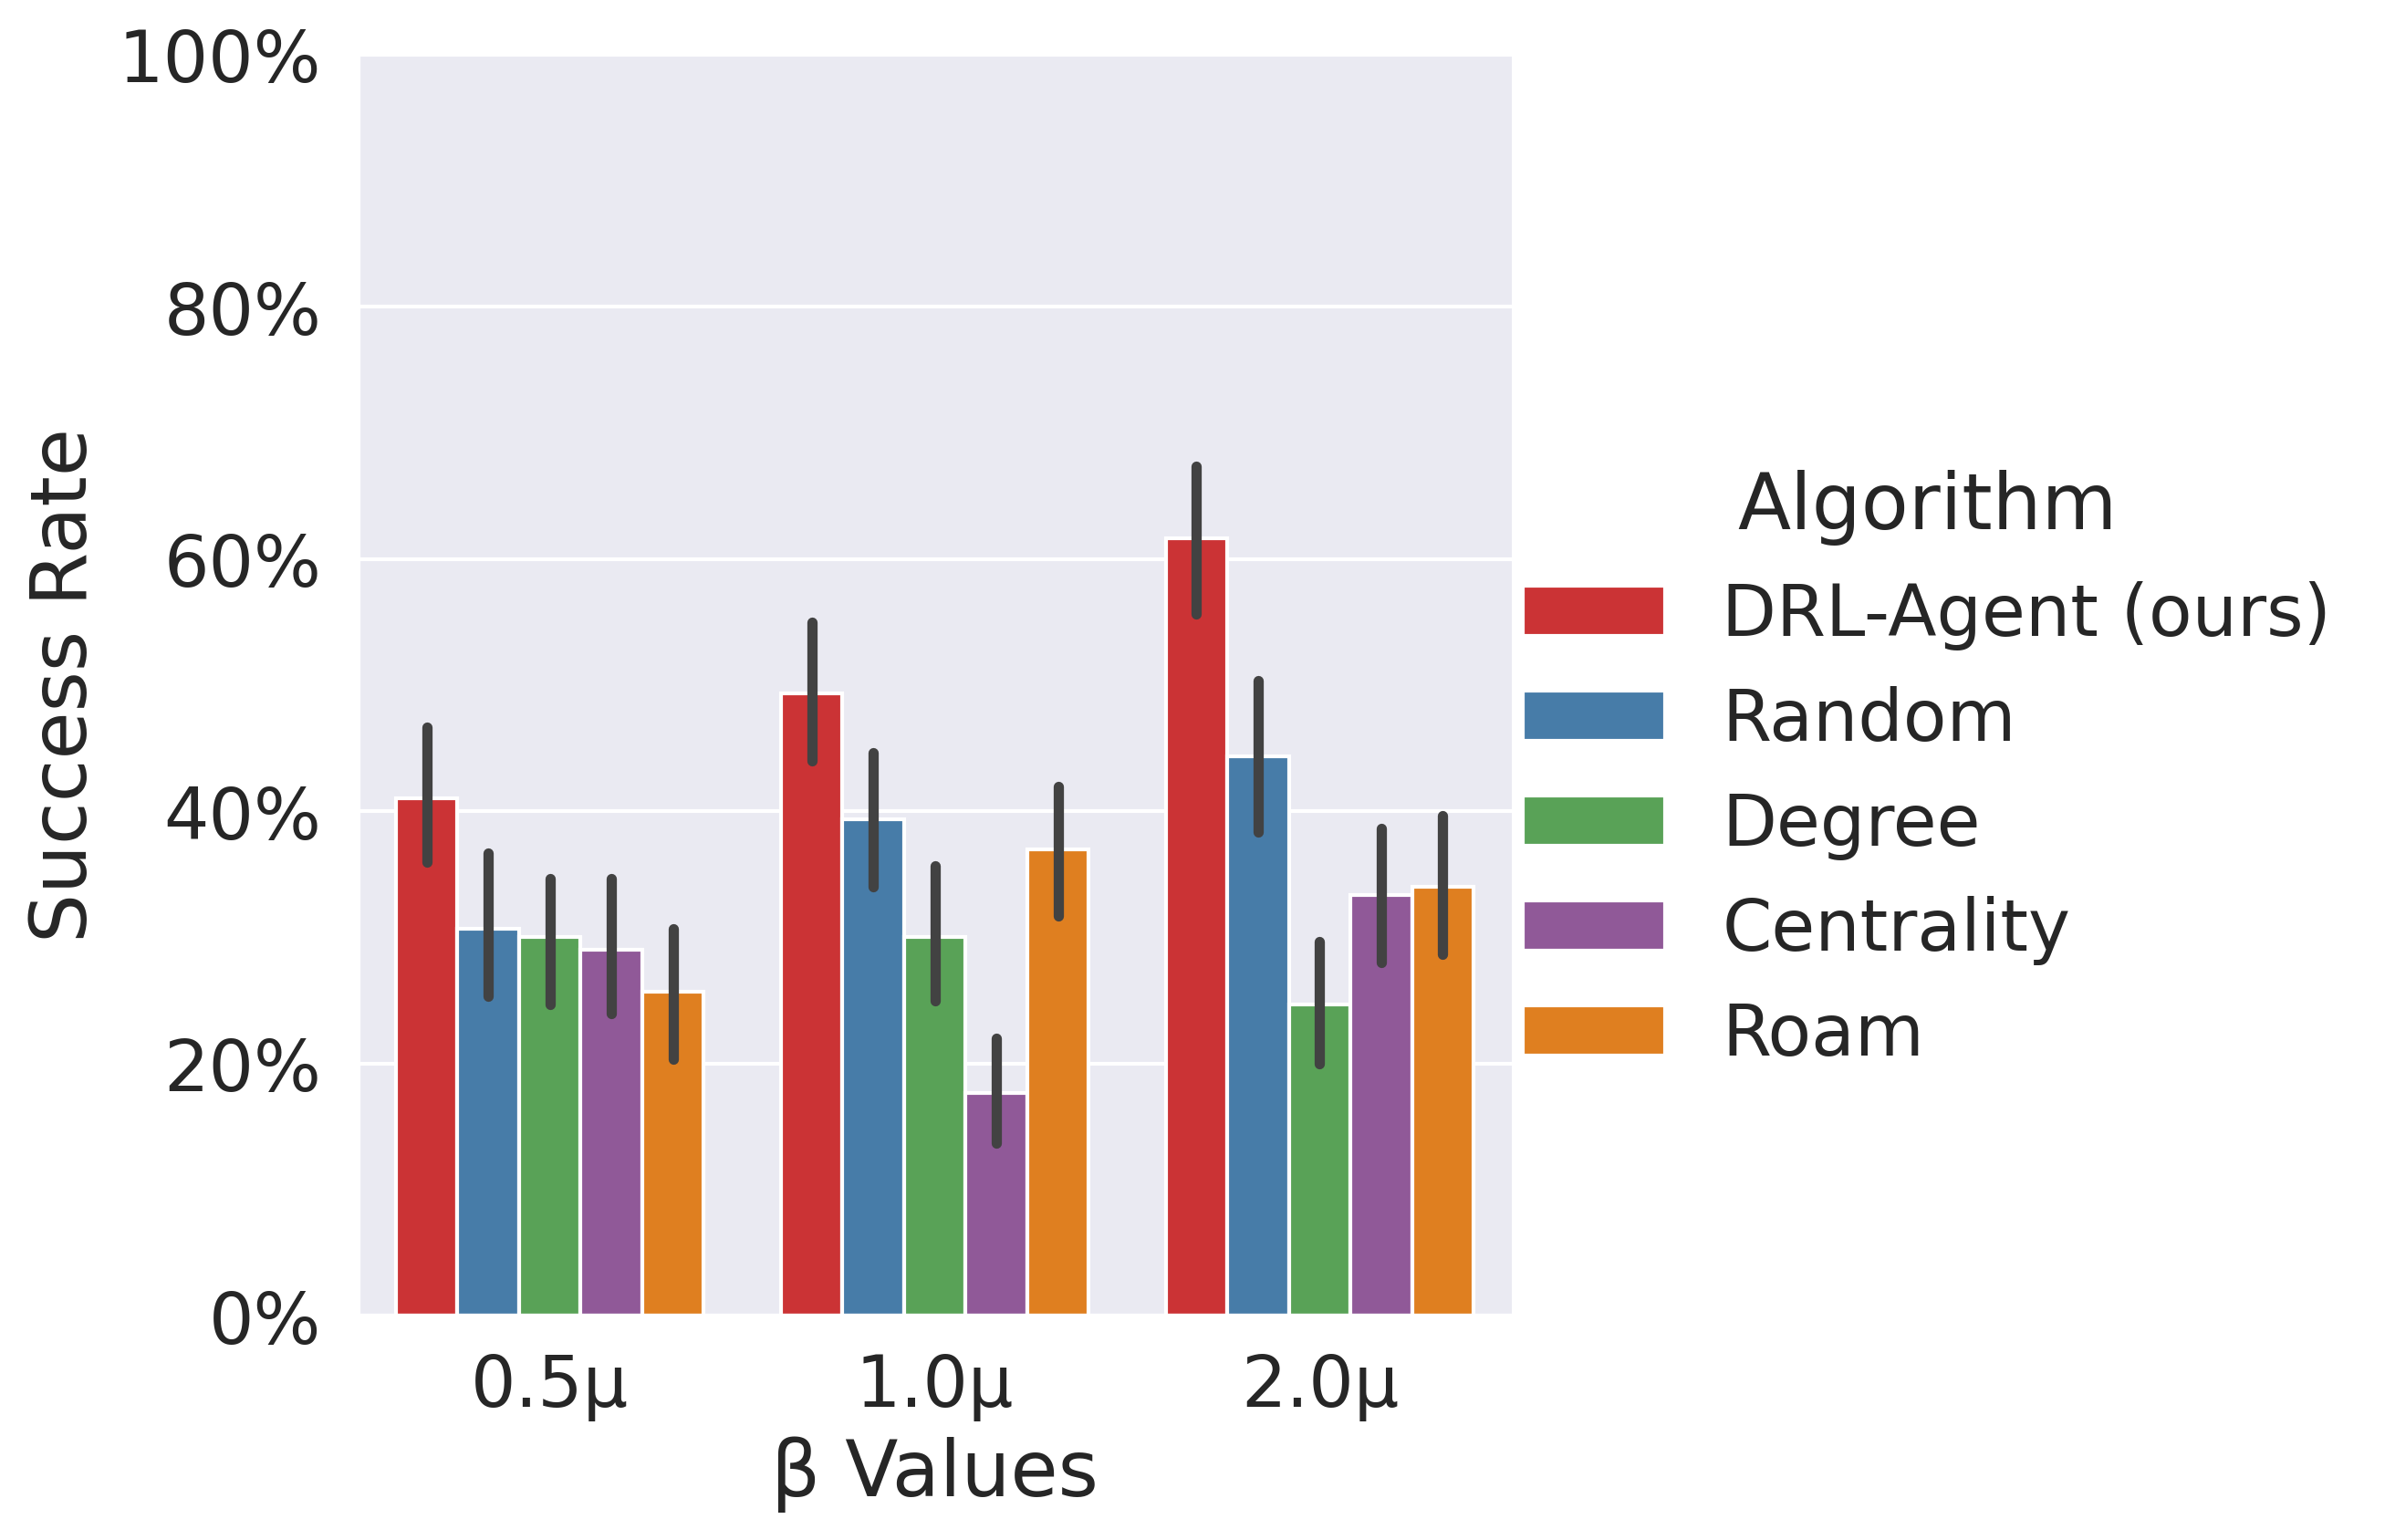 100%
80%
60%
40%
20%
0%
Success Rate
0.5µ 1.0µ 2.0µ
β Values
Algorithm
DRL-Agent (ours)
Random
Degree
Centrality
Roam